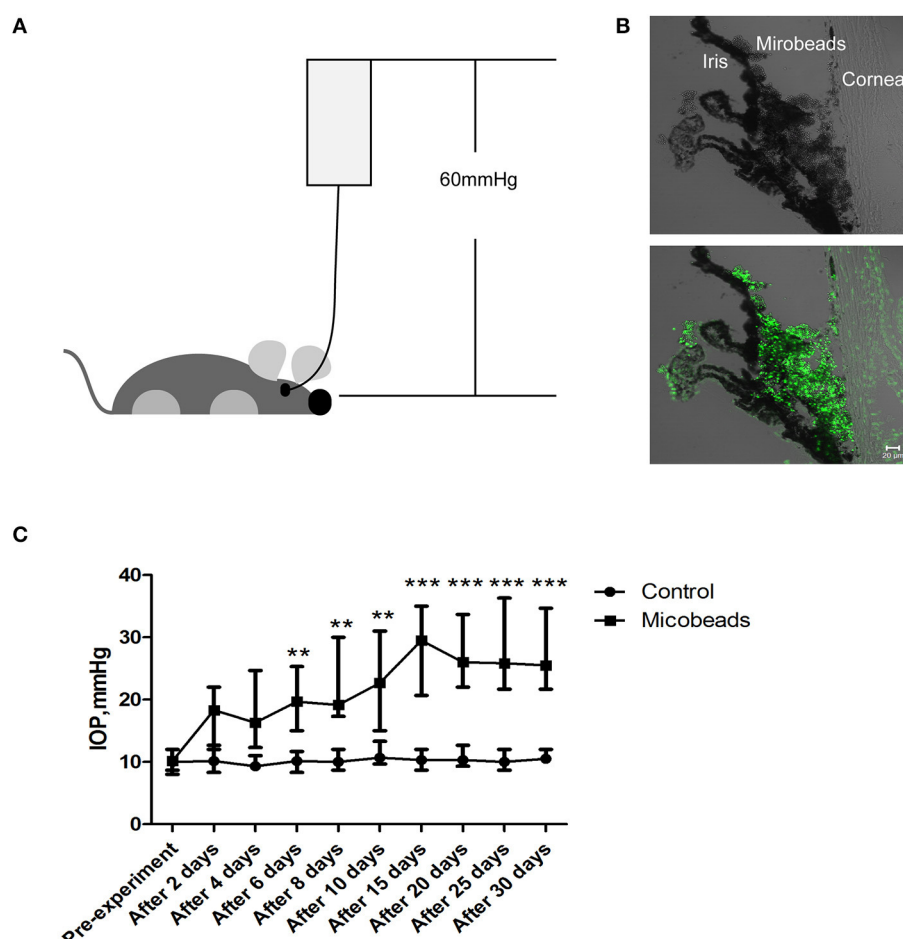 A
60mmHg
B
Mirobeads
Iris
Cornea
20 μm
C
IOP,mmHg
40
30
20
10
0
**
**
**
***
***
***
***
Control
Micobeads
Pre-experiment
After 2 days
After 4 days
After 6 days
After 8 days
After 10 days
After 15 days
After 20 days
After 25 days
After 30 days